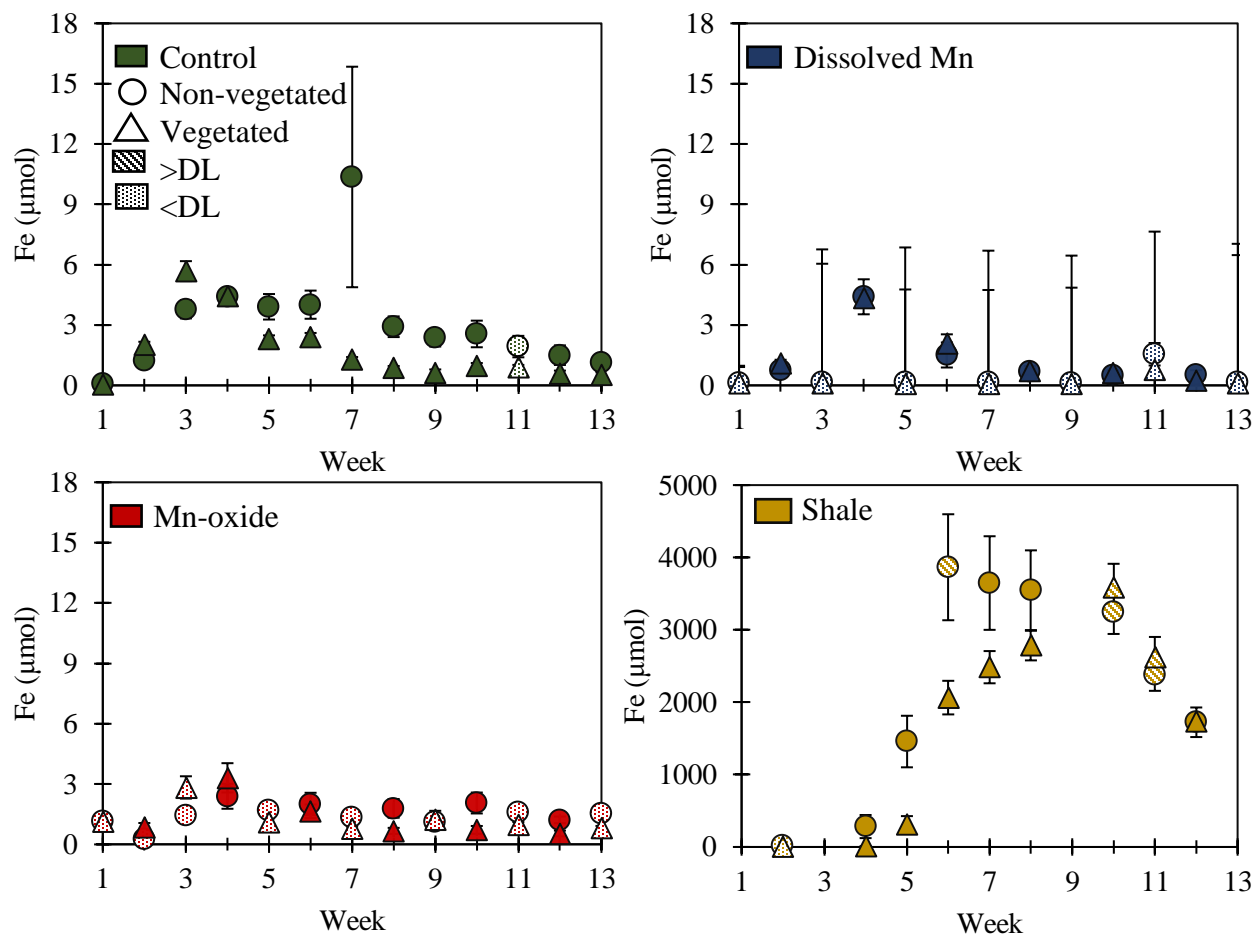 18
15
12
9
6
3
0
Fe (µmol)
Control
Non-vegetated
Vegetated
>DL
<DL
1 3 5 7 9 11 13
Week
18
15
12
9
6
3
0
Fe (µmol)
Dissolved Mn
1 3 5 7 9 11 13
Week
18
15
12
9
6
3
0
Fe (µmol)
Mn-oxide
1 3 5 7 9 11 13
Week
5000
4000
3000
2000
1000
0
Fe (µmol)
Shale
1 3 5 7 9 11 13
Week